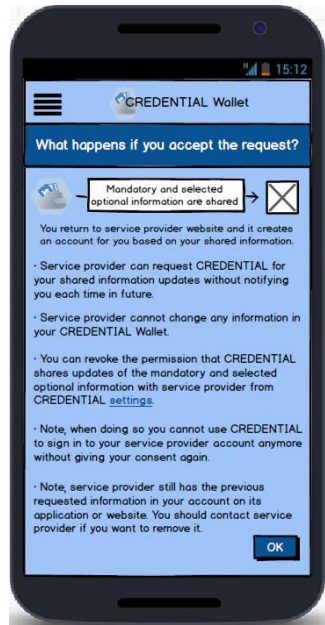 H 15:12
CREDENTIAL Wallet
What happens if you accept the request?
Mandatory and selected
optional information are shared
You return to service provider website and it creates
an account for you based on your shared information.
· Service provider can request CREDENTIAL for
your shared information updates without notifying
you each time in future.
· Service provider cannot change any information in
your CREDENTIAL Wallet.
· You can revoke the permission that CREDENTIAL
shares updates of the mandatory and selected
optional information with service provider from
CREDENTIAL settings.
· Note, when doing so you cannot use CREDENTIAL
to sign in to your service provider account anymore
without giving your consent again.
· Note, service provider still has the previous
requested information in your account on its
application or website. You should contact service
provider if you want to remove it.
OK